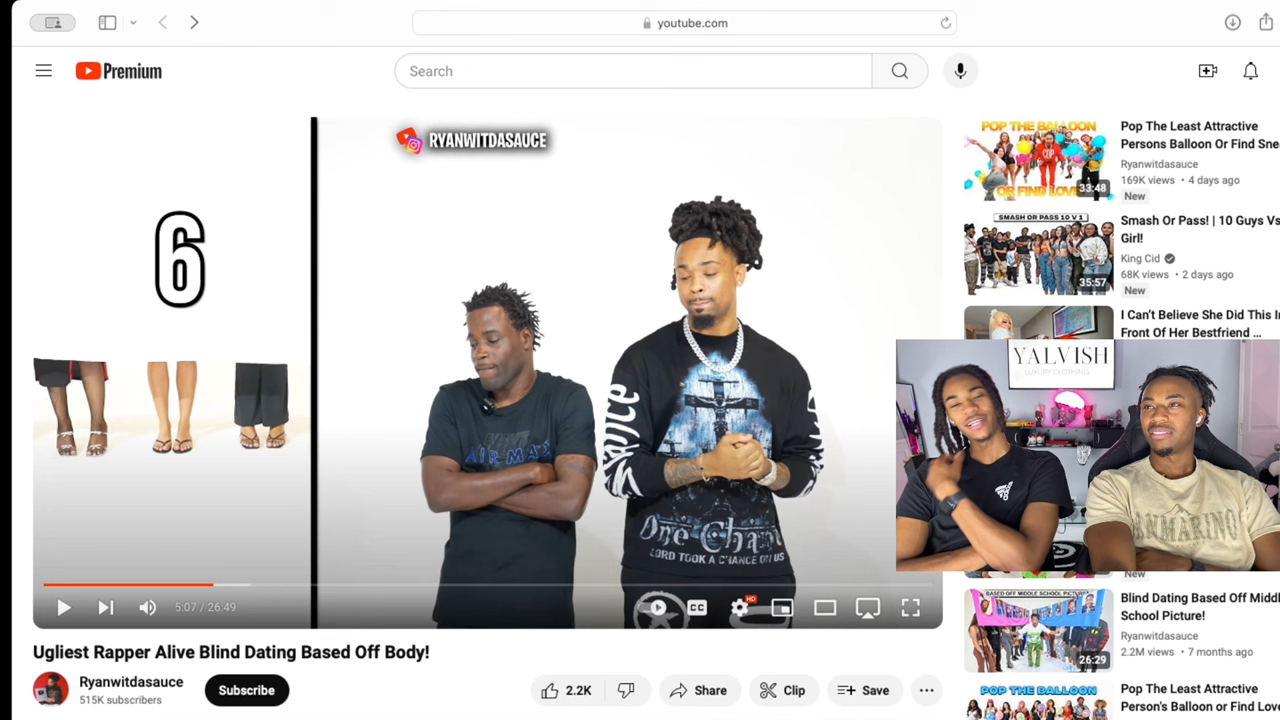 youtube.com
Premium
Search
RYANWITDASAUCE
6
AIR MAX
Sauce
One Chance
LORD TOOK A CHANCE ON US
5:07 / 26:49
CC
HD
Ugliest Rapper Alive Blind Dating Based Off Body!
Ryanwitdasauce
515K subscribers
Subscribe
2.2K
Share
Clip
Save
POP THE BALLOON
OR FIND LOVE
33:48
Pop The Least Attractive
Persons Balloon Or Find Sne
Ryanwitdasauce
169K views • 4 days ago
New
SMASH OR PASS 10 V 1
35:57
Smash Or Pass! | 10 Guys Vs
Girl!
King Cid
68K views • 2 days ago
New
I Can't Believe She Did This I
Front Of Her Bestfriend ...
YALVISH
LUXURY CLOTHING
ANMARINO
New
BASED OFF MIDDLE SCHOOL PICTURE
26:29
Blind Dating Based Off Middl
School Picture!
Ryanwitdasauce
2.2M views • 7 months ago
POP THE BALLOON
Pop The Least Attractive
Person's Balloon or Find Love